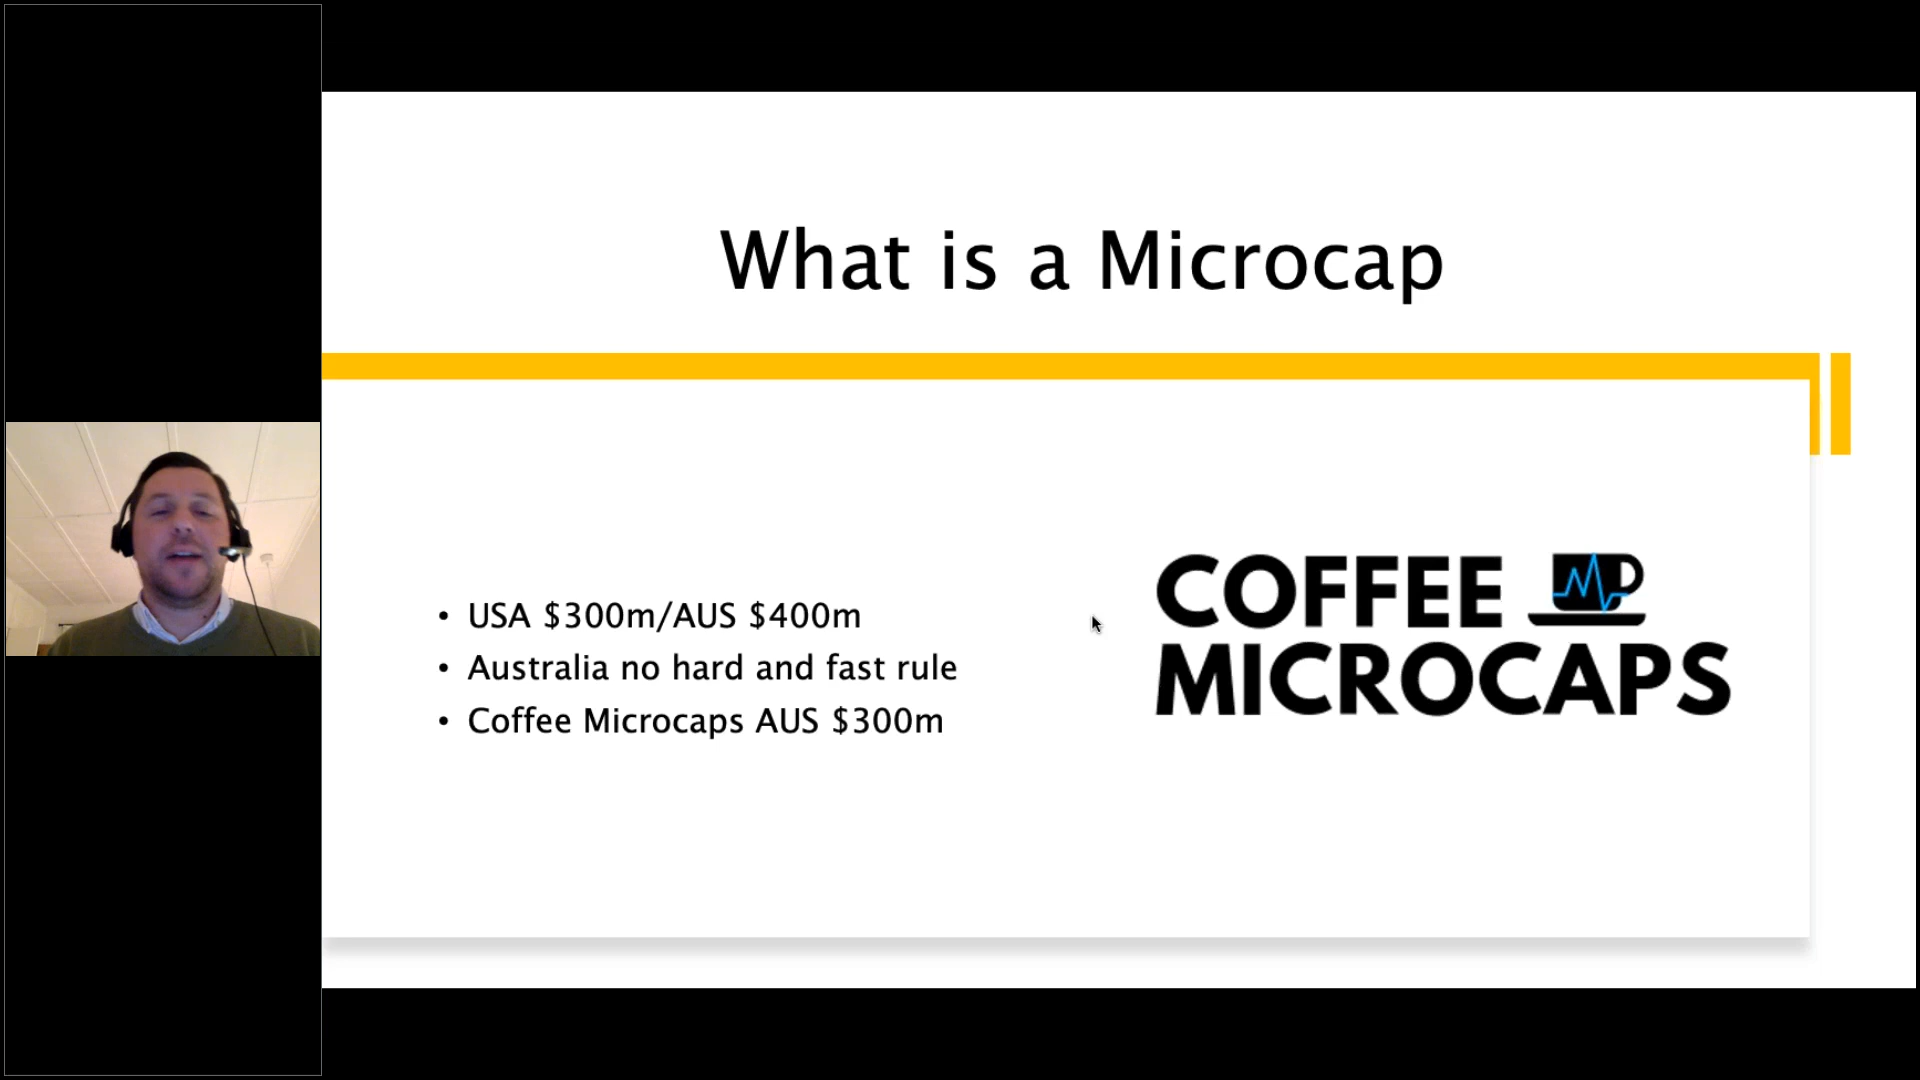 What is a Microcap
• USA $300m/AUS $400m
• Australia no hard and fast rule
• Coffee Microcaps AUS $300m
COFFEE
MICROCAPS